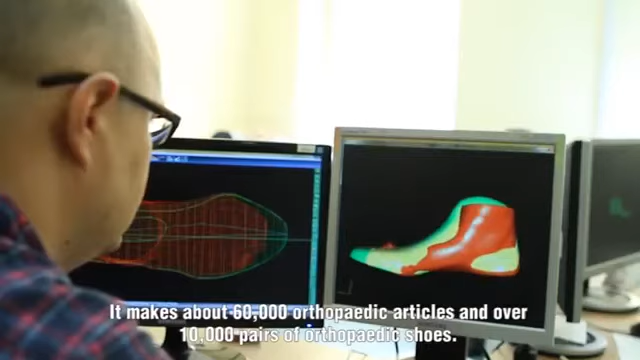 It makes about 60,000 orthopaedic articles and over
10,000 pairs of orthopaedic shoes.